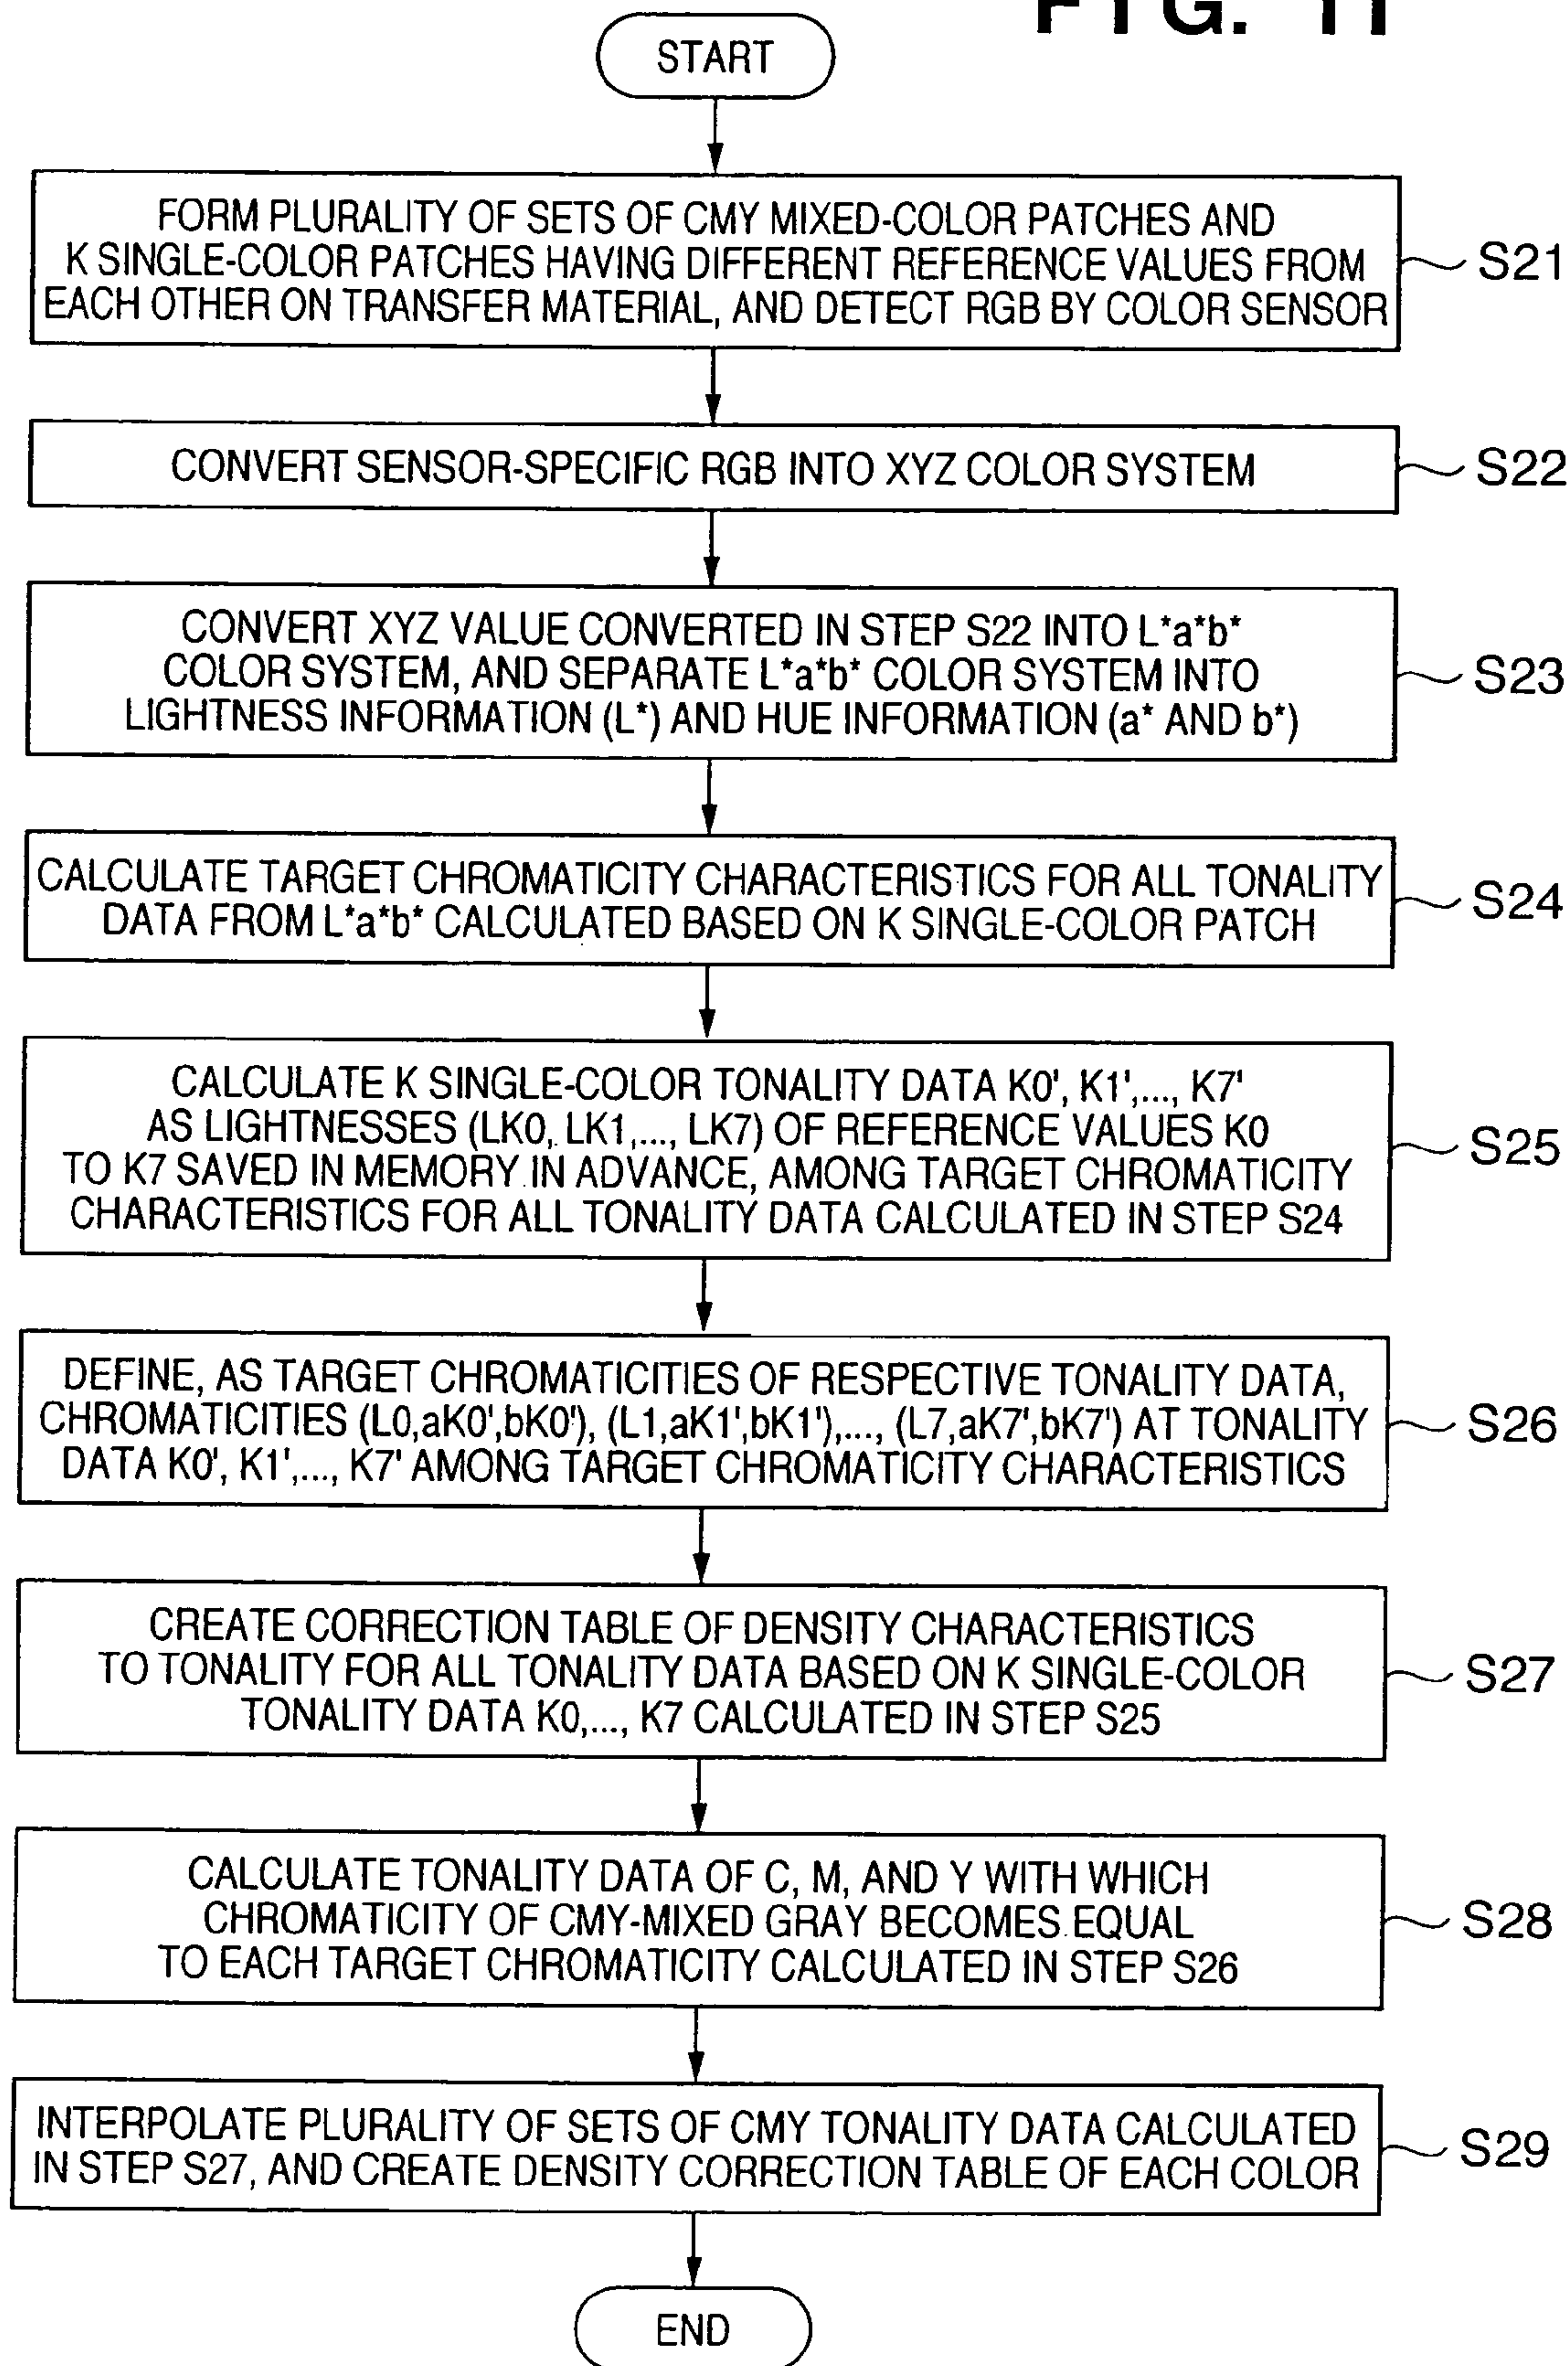 FIG. 11
START
FORM PLURALITY OF SETS OF CMY MIXED-COLOR PATCHES AND
K SINGLE-COLOR PATCHES HAVING DIFFERENT REFERENCE VALUES FROM
EACH OTHER ON TRANSFER MATERIAL, AND DETECT RGB BY COLOR SENSOR
S21
CONVERT SENSOR-SPECIFIC RGB INTO XYZ COLOR SYSTEM
S22
CONVERT XYZ VALUE CONVERTED IN STEP S22 INTO L*a*b*
COLOR SYSTEM, AND SEPARATE L*a*b* COLOR SYSTEM INTO
LIGHTNESS INFORMATION (L*) AND HUE INFORMATION (a* AND b*)
S23
CALCULATE TARGET CHROMATICITY CHARACTERISTICS FOR ALL TONALITY
DATA FROM L*a*b* CALCULATED BASED ON K SINGLE-COLOR PATCH
S24
CALCULATE K SINGLE-COLOR TONALITY DATA K0', K1',..., K7'
AS LIGHTNESSES (LK0, LK1,..., LK7) OF REFERENCE VALUES K0
TO K7 SAVED IN MEMORY IN ADVANCE, AMONG TARGET CHROMATICITY
CHARACTERISTICS FOR ALL TONALITY DATA CALCULATED IN STEP S24
S25
DEFINE, AS TARGET CHROMATICITIES OF RESPECTIVE TONALITY DATA,
CHROMATICITIES (L0,aK0',bK0'), (L1,aK1',bK1'),..., (L7,aK7',bK7') AT TONALITY
DATA K0', K1',..., K7' AMONG TARGET CHROMATICITY CHARACTERISTICS
S26
CREATE CORRECTION TABLE OF DENSITY CHARACTERISTICS
TO TONALITY FOR ALL TONALITY DATA BASED ON K SINGLE-COLOR
TONALITY DATA K0,..., K7 CALCULATED IN STEP S25
S27
CALCULATE TONALITY DATA OF C, M, AND Y WITH WHICH
CHROMATICITY OF CMY-MIXED GRAY BECOMES EQUAL
TO EACH TARGET CHROMATICITY CALCULATED IN STEP S26
S28
INTERPOLATE PLURALITY OF SETS OF CMY TONALITY DATA CALCULATED
IN STEP S27, AND CREATE DENSITY CORRECTION TABLE OF EACH COLOR
S29
END